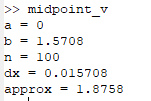 >> midpoint_v
a = 0
b = 1.5708
n = 100
dx = 0.015708
approx = 1.8758